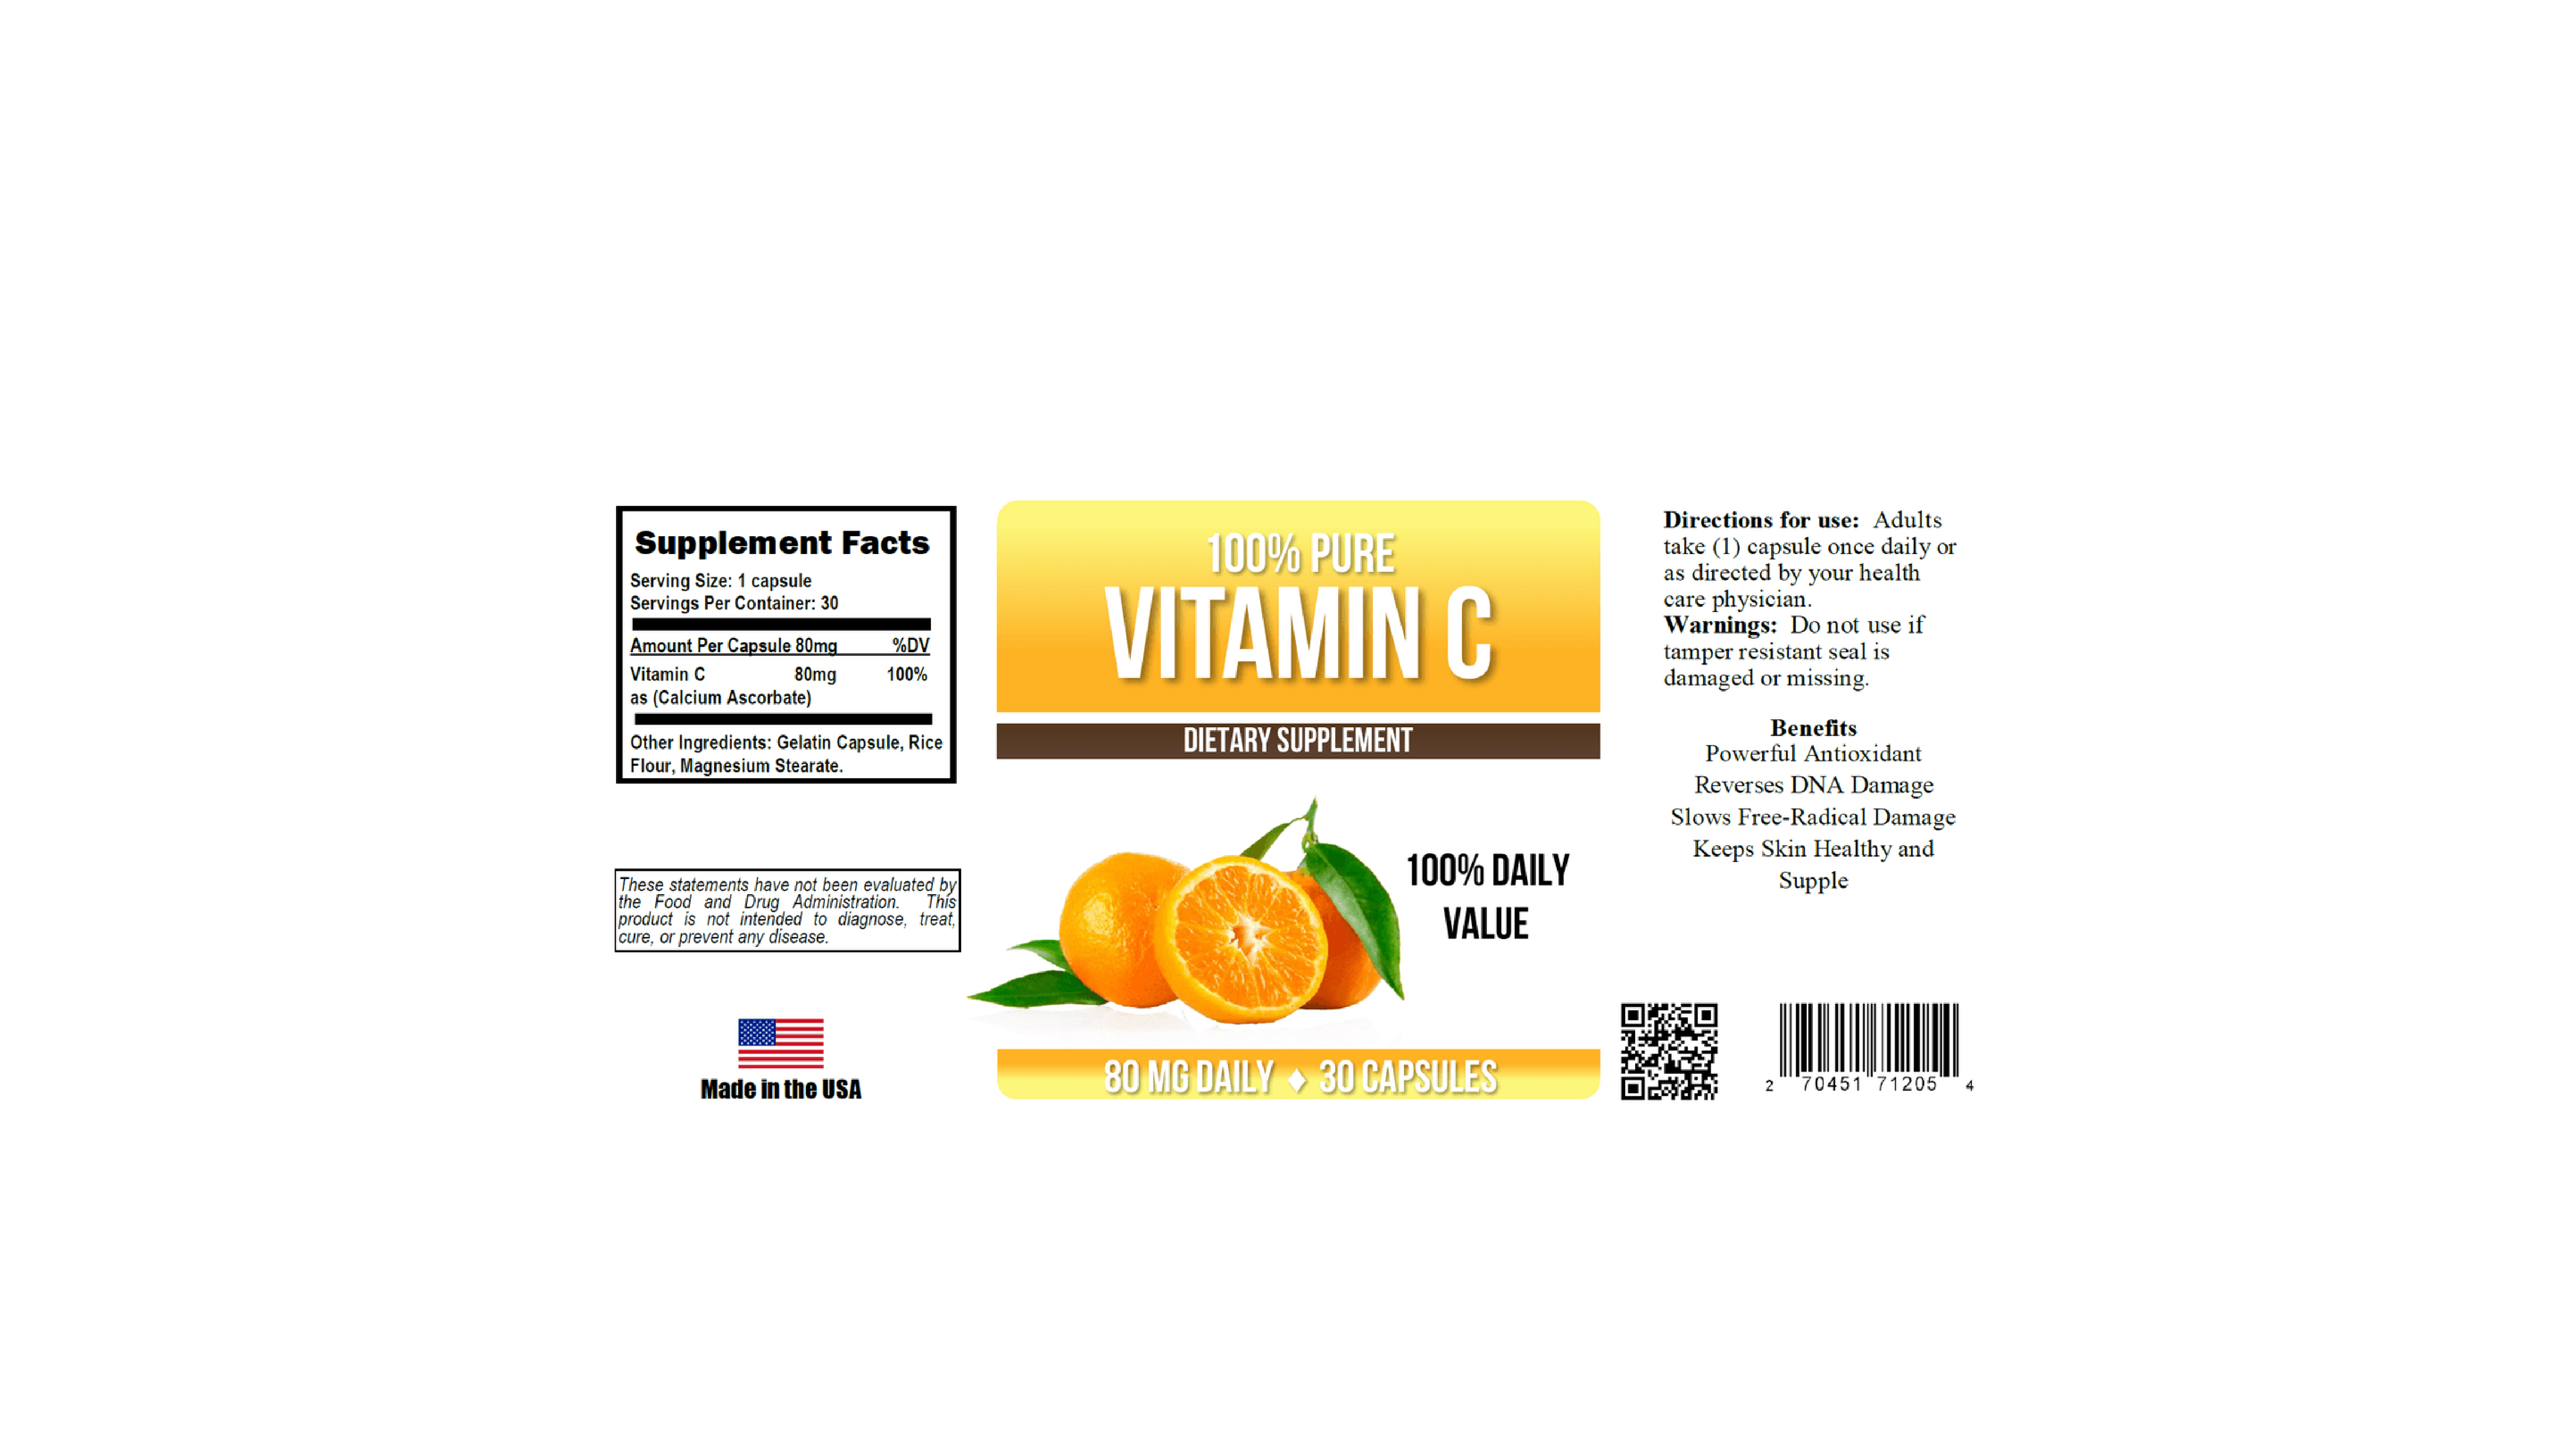 Supplement Facts
Serving Size: 1 capsule
Servings Per Container: 30
Amount Per Capsule 80mg %DV
Vitamin C 80mg 100%
as (Calcium Ascorbate)
Other Ingredients: Gelatin Capsule, Rice
Flour, Magnesium Stearate.
These statements have not been evaluated by
the Food and Drug Administration. This
product is not intended to diagnose, treat,
cure, or prevent any disease.
Made in the USA
100% PURE
VITAMIN C
DIETARY SUPPLEMENT
100% DAILY
VALUE
80 MG DAILY ♦ 30 CAPSULES
Directions for use: Adults
take (1) capsule once daily or
as directed by your health
care physician.
Warnings: Do not use if
tamper resistant seal is
damaged or missing.
Benefits
Powerful Antioxidant
Reverses DNA Damage
Slows Free-Radical Damage
Keeps Skin Healthy and
Supple
2 70451 71205 4